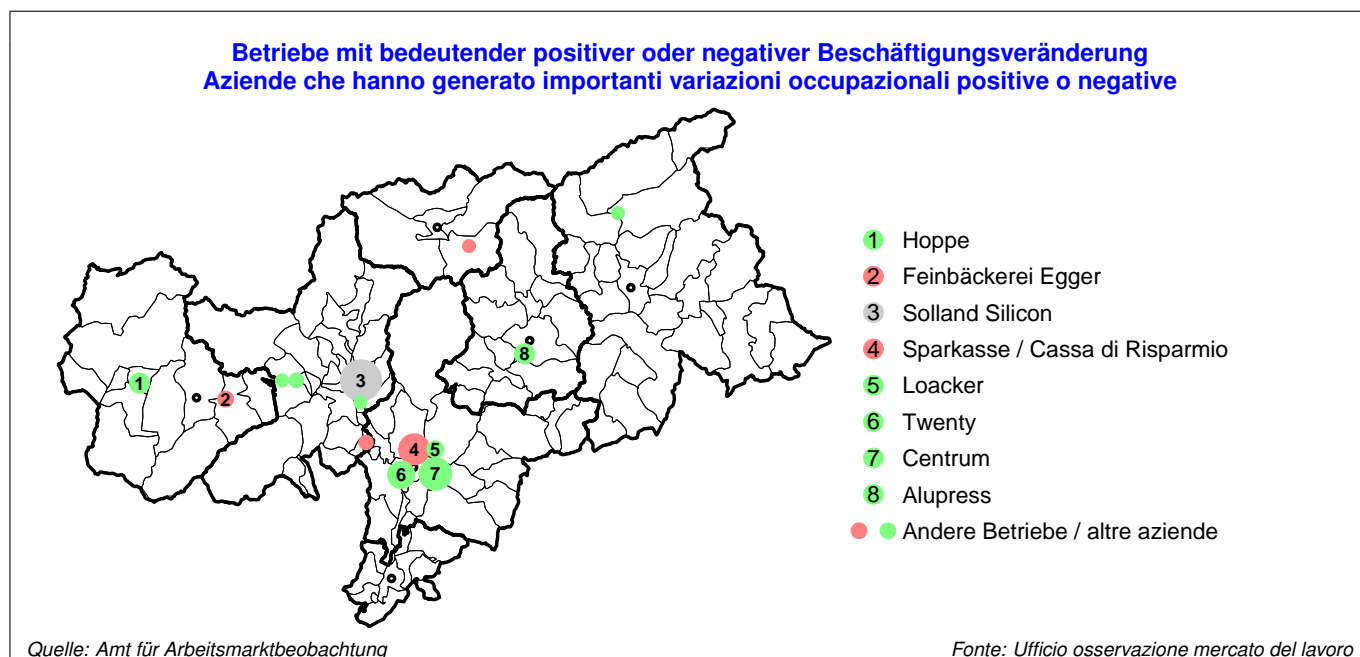 Betriebe mit bedeutender positiver oder negativer Beschäftigungsveränderung
Aziende che hanno generato importanti variazioni occupazionali positive o negative
1 Hoppe
2 Feinbäckerei Egger
3 Solland Silicon
4 Sparkasse / Cassa di Risparmio
5 Loacker
6 Twenty
7 Centrum
8 Alupress
Andere Betriebe / altre aziende
8
1
3
2
4
5
6
7
Quelle: Amt für Arbeitsmarktbeobachtung
Fonte: Ufficio osservazione mercato del lavoro